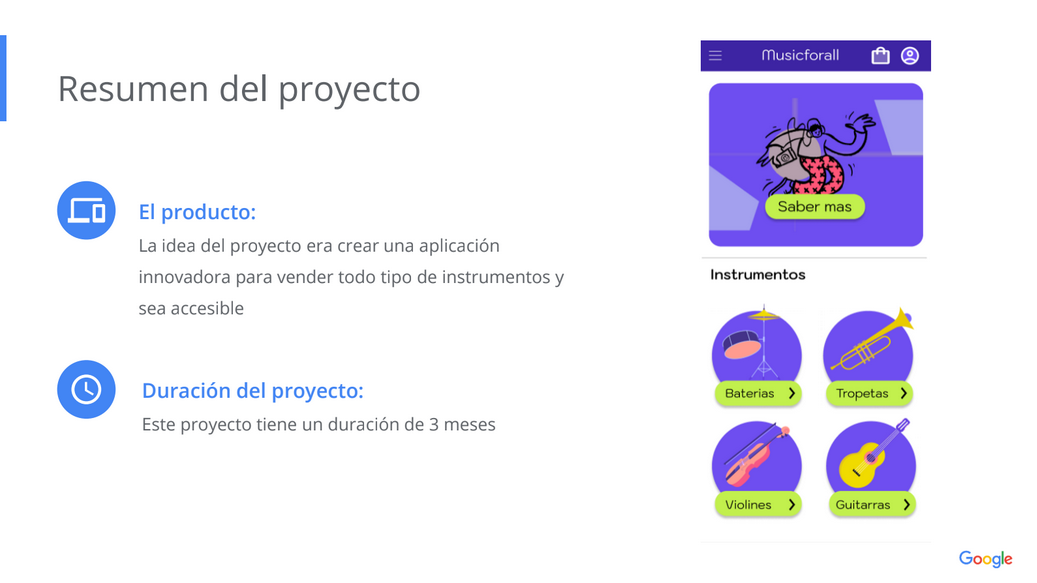 Resumen del proyecto
El producto:
La idea del proyecto era crear una aplicación
innovadora para vender todo tipo de instrumentos y
sea accesible
Duración del proyecto:
Este proyecto tiene un duración de 3 meses
Musicforall
Saber mas
Instrumentos
Baterias
Tropetas
Violines
Guitarras
Google